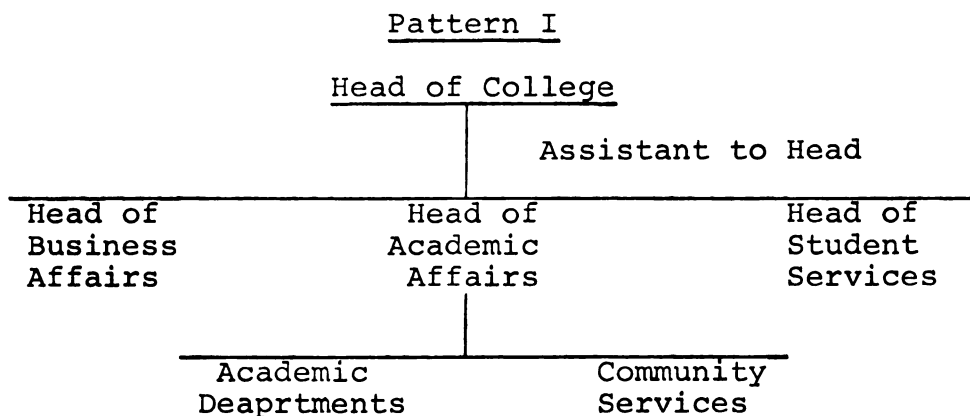 Pattern I
Head of College
Assistant to Head
Head of Business Affairs
Head of Academic Affairs
Head of Student Services
Academic Deaprtments
Community Services